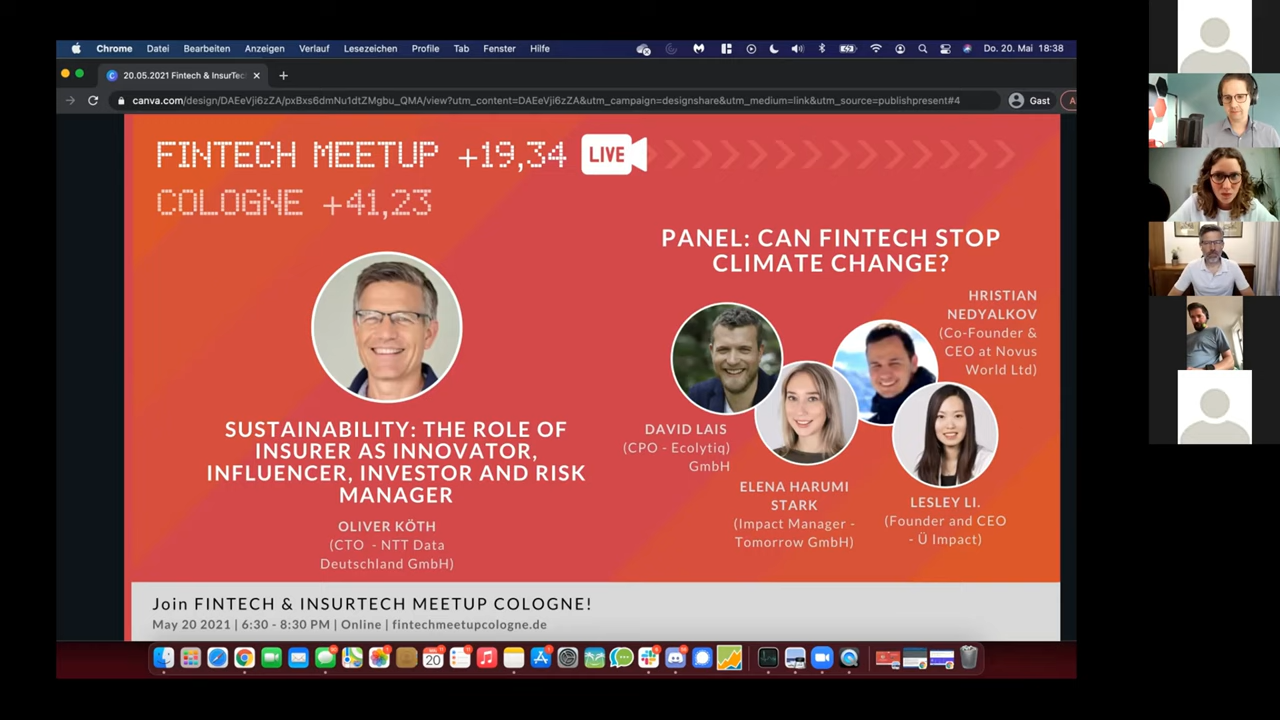 Chrome Datei Bearbeiten Anzeigen Verlauf Lesezeichen Profile Tab Fenster Hilfe Do. 20. Mai 18:38
20.05.2021 Fintech & InsurTec
canva.com/design/DAEeVji6zZA/pxBxs6dmNu1dtZMgbu_QMA/view?utm_content=DAEeVji6zZA&utm_campaign=designshare&utm_medium=link&utm_source=publishpresent#4 Gast
FINTECH MEETUP +19,34 LIVE
COLOGNE +41,23
SUSTAINABILITY: THE ROLE OF
INSURER AS INNOVATOR,
INFLUENCER, INVESTOR AND RISK
MANAGER
OLIVER KÖTH
(CTO - NTT Data
Deutschland GmbH)
PANEL: CAN FINTECH STOP
CLIMATE CHANGE?
HRISTIAN
NEDYALKOV
(Co-Founder &
CEO at Novus
World Ltd)
DAVID LAIS
(CPO - Ecolytiq)
GmbH)
ELENA HARUMI
STARK
(Impact Manager -
Tomorrow GmbH)
LESLEY LI.
(Founder and CEO
- Ü Impact)
Join FINTECH & INSURTECH MEETUP COLOGNE!
May 20 2021 | 6:30 - 8:30 PM | Online | fintechmeetupcologne.de
20